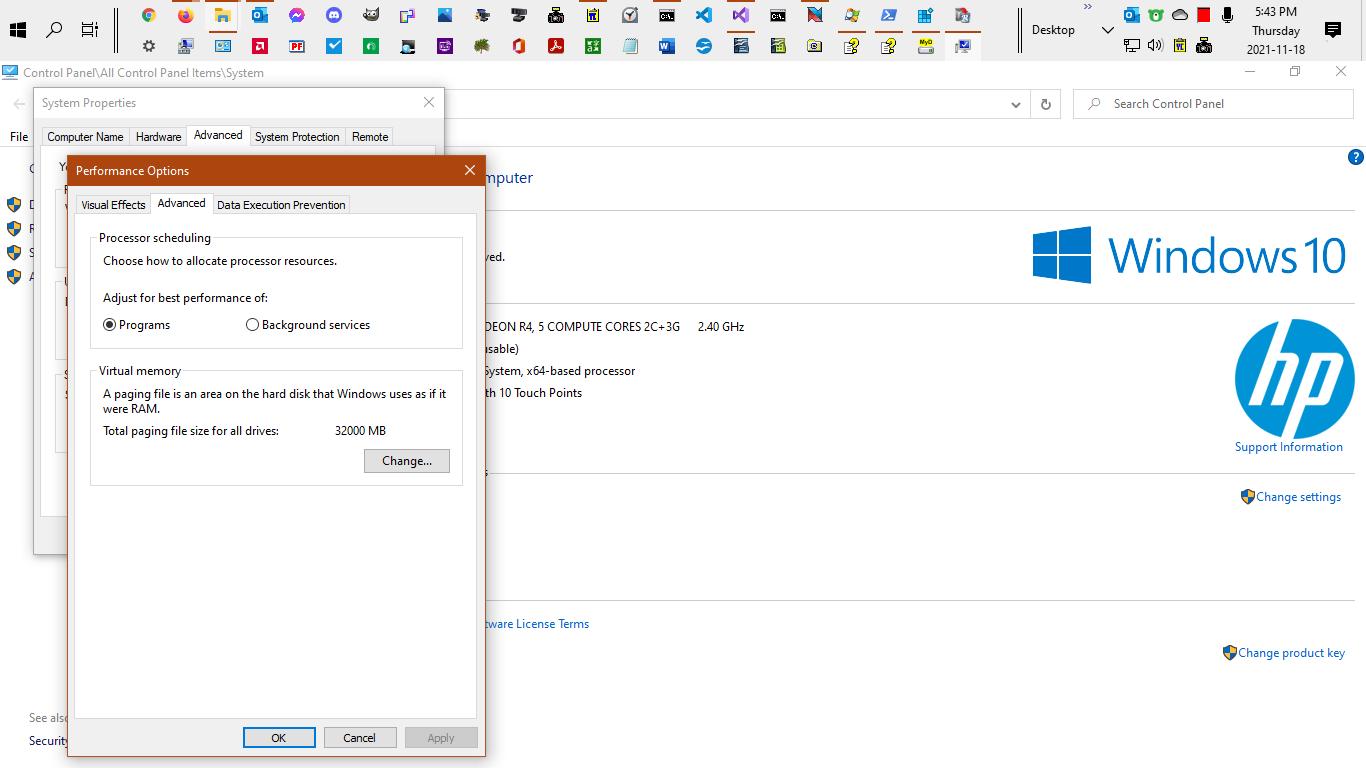 5:43 PM
Thursday
2021-11-18
Desktop
Control Panel\All Control Panel Items\System
System Properties
Search Control Panel
File
Computer Name
Hardware
Advanced
System Protection
Remote
Performance Options
mputer
Visual Effects
Advanced
Data Execution Prevention
Processor scheduling
Choose how to allocate processor resources.
Adjust for best performance of:
Programs
Background services
Virtual memory
A paging file is an area on the hard disk that Windows uses as if it
were RAM.
Total paging file size for all drives:
32000 MB
Change...
OK
Cancel
Apply
ved.
Windows 10
DEON R4, 5 COMPUTE CORES 2C+3G 2.40 GHz
usable)
System, x64-based processor
th 10 Touch Points
hp
Support Information
Change settings
tware License Terms
Change product key
See also
Security